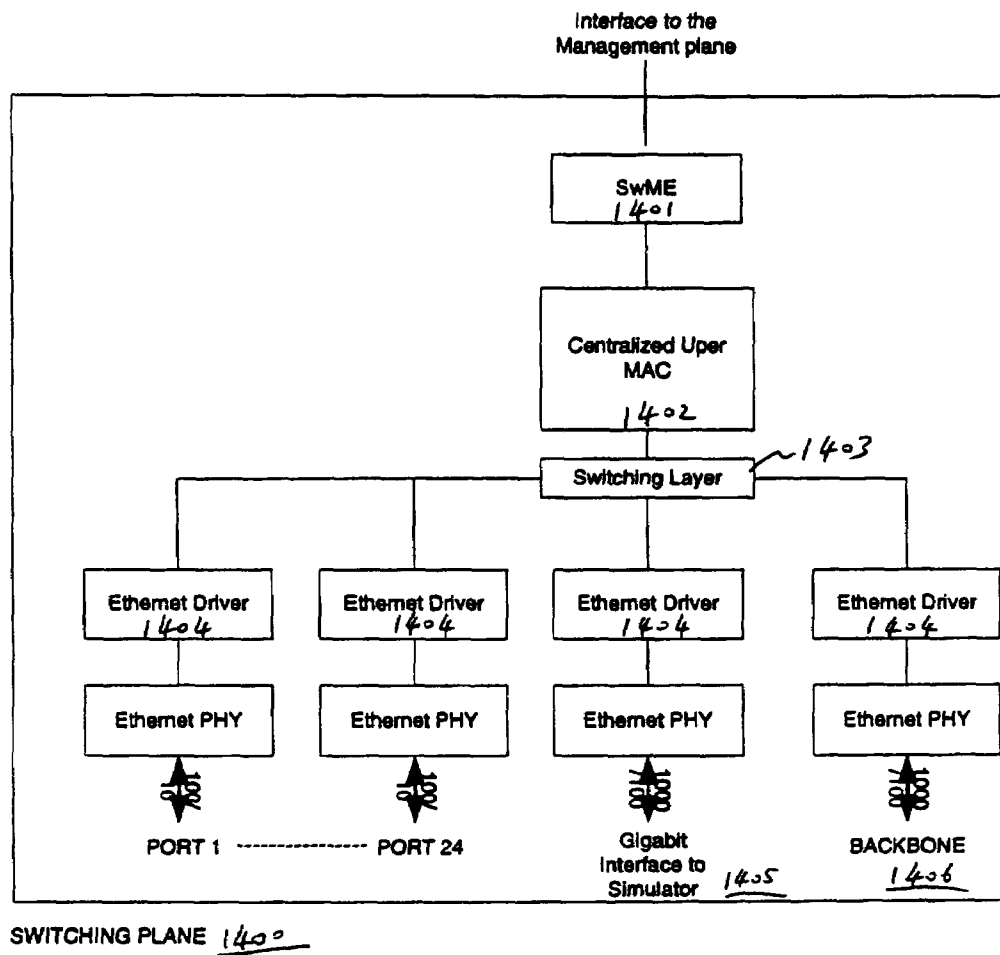 Interface to the
Management plane
SwME
1401
Centralized Uper
MAC
1402
1403
Switching Layer
Ethernet Driver
1404
Ethernet Driver
1404
Ethernet Driver
1404
Ethernet Driver
1404
Ethernet PHY
Ethernet PHY
Ethernet PHY
Ethernet PHY
100/
10
100/
10
1000
/100
1000
/100
PORT 1 ---------------- PORT 24
Gigabit
Interface to
Simulator 1405
BACKBONE
1406
SWITCHING PLANE 1400